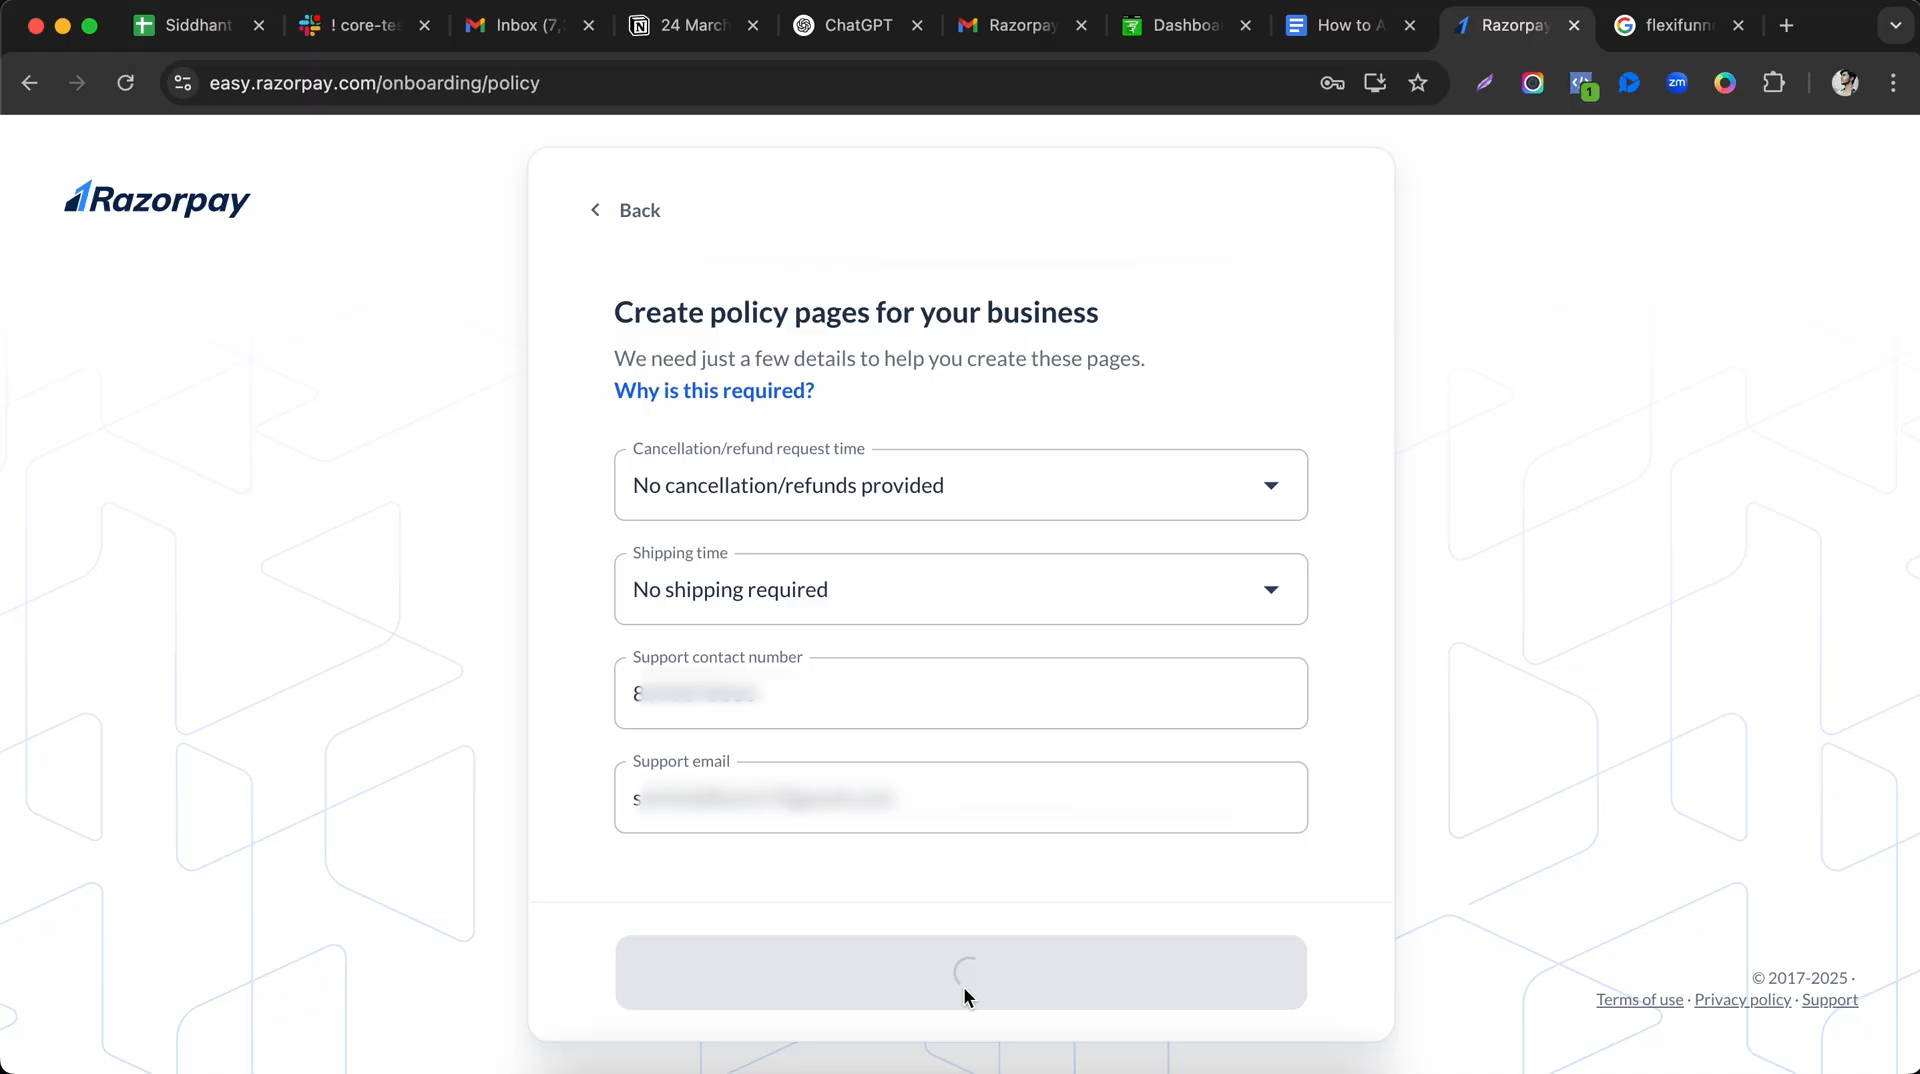 Siddhant
! core-te
Inbox (7,
24 March
ChatGPT
Razorpay
Dashboa
How to A
Razorpay
flexifunn
easy.razorpay.com/onboarding/policy
zm
1
Razorpay
Back
Create policy pages for your business
We need just a few details to help you create these pages.
Why is this required?
Cancellation/refund request time
No cancellation/refunds provided
Shipping time
No shipping required
Support contact number
8
Support email
s
© 2017-2025 ·
Terms of use · Privacy policy · Support